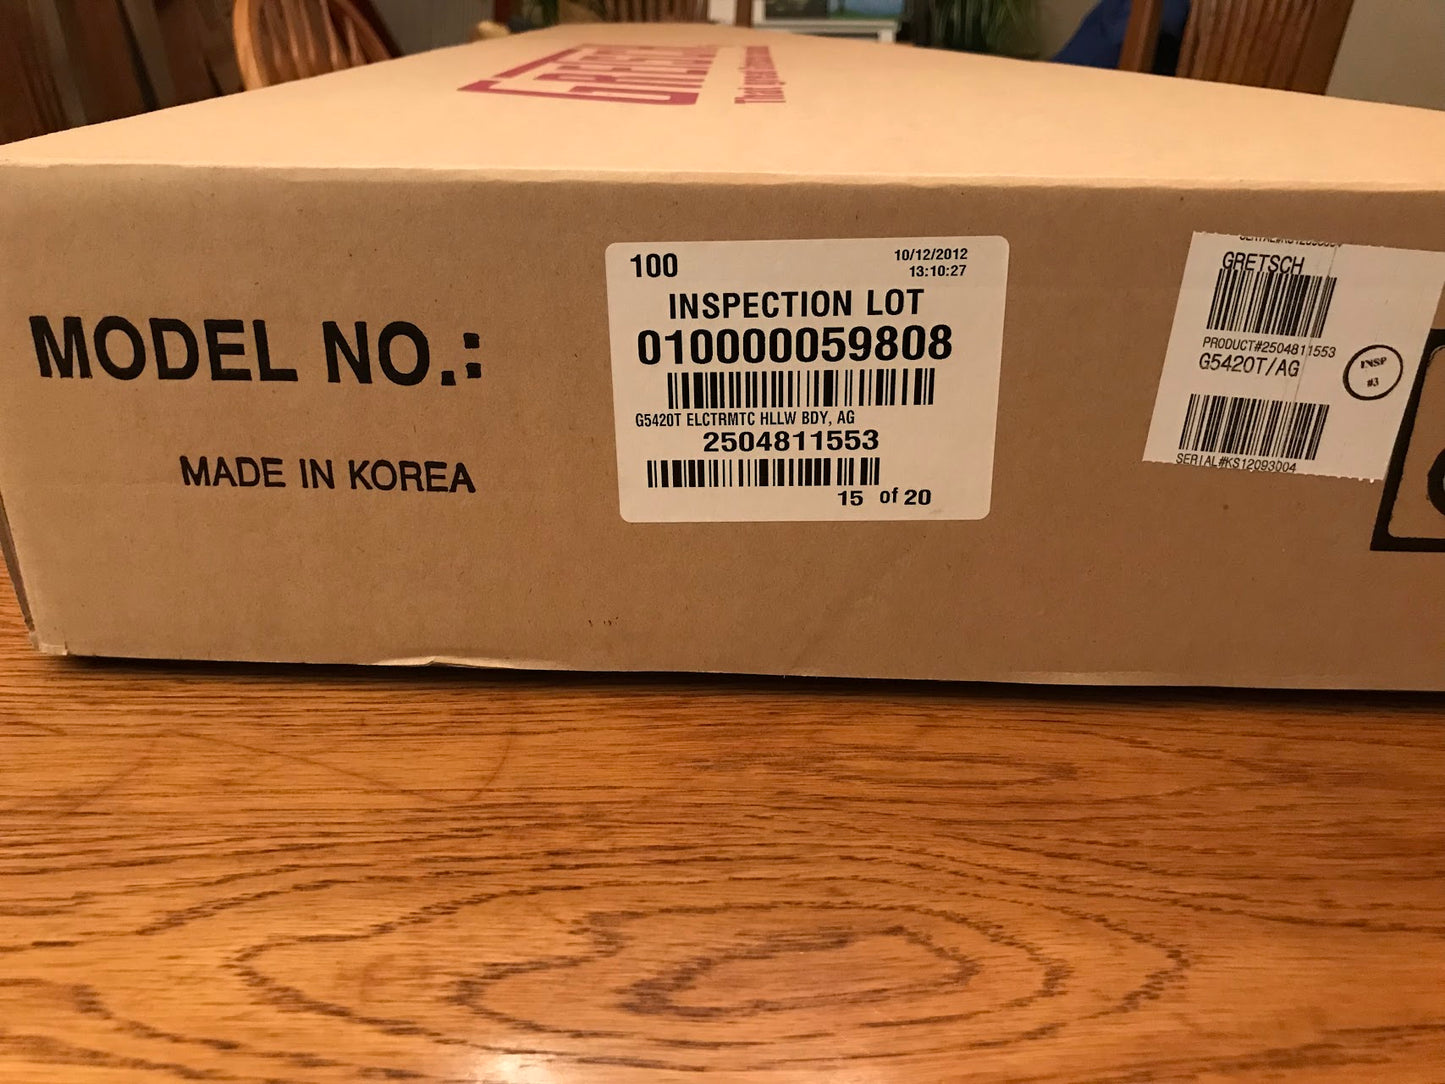 GRETSCH
MODEL NO.:
MADE IN KOREA
100
10/12/2012
13:10:27
INSPECTION LOT
010000059808
G5420T ELCTRMTC HLLW BDY, AG
2504811553
15 of 20
GRETSCH
PRODUCT#2504811553
G5420T/AG
INSP
#3
SERIAL#KS12093004